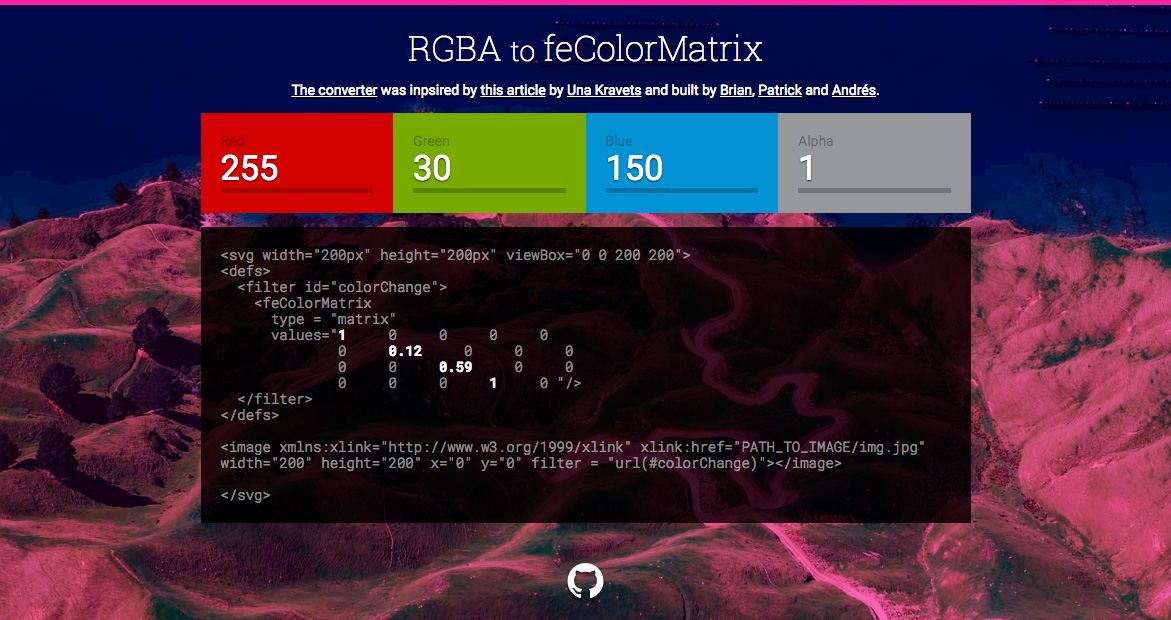 RGBA to feColorMatrix
The converter was inpsired by this article by Una Kravets and built by Brian, Patrick and Andrés.
Red
255
Green
30
Blue
150
Alpha
1
<svg width="200px" height="200px" viewBox="0 0 200 200">
<defs>
<filter id="colorChange">
<feColorMatrix
type = "matrix"
values="1 0 0 0 0
0 0.12 0 0 0
0 0 0.59 0 0
0 0 0 1 0 "/>
</filter>
</defs>
<image xmlns:xlink="http://www.w3.org/1999/xlink" xlink:href="PATH_TO_IMAGE/img.jpg"
width="200" height="200" x="0" y="0" filter = "url(#colorChange)"></image>
</svg>